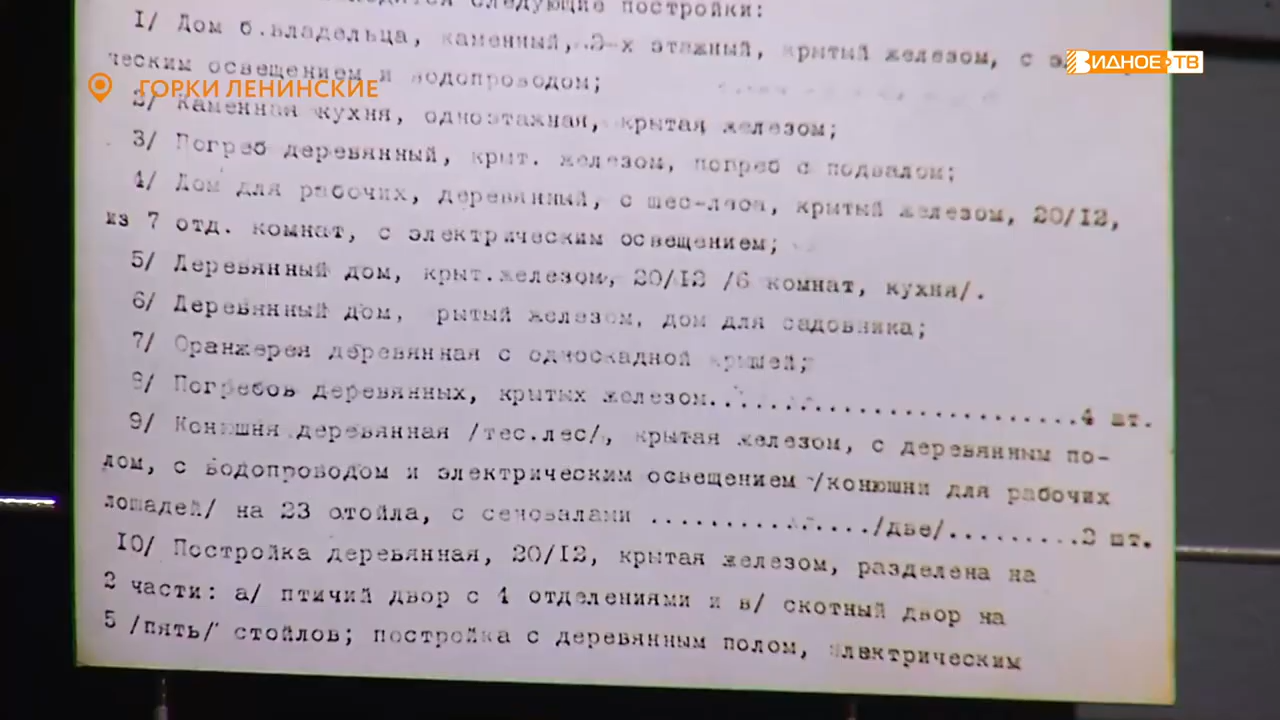 следующие постройки:
1/ Дом б.владельца, каменный, 3-х этажный, крытый железом, с
ческим освещением и водопроводом;
ВИДНОЕ-ТВ
ГОРКИ ЛЕНИНСКИЕ
2/ Каменная кухня, одноэтажная, крытая железом;
3/ Погреб деревянный, крыт. железом, погреб с подвалом;
4/ Дом для рабочих, деревянный, с крытый железом, 20/12,
из 7 отд. комнат, с электрическим освещением;
5/ Деревянный дом, крыт.железом, 20/12 /6 комнат, кухня/.
6/ Деревянный дом, рытый железом, дом для садовника;
7/ Оранжерея деревянная с односкадной крышей;
8/ Погребов деревянных, крытых железом..............................4 шт.
9/ Конюшня деревянная /тес.лес/, крытая железом, с деревянным по-
лом, с водопроводом и электрическим освещением /конюшни для рабочих
лошадей/ на 23 стойла, с сеновалами ................/две/.........2 шт.
10/ Постройка деревянная, 20/12, крытая железом, разделена на
2 части: а/ птичий двор с 4 отделениями и в/ скотный двор на
5 /пять/ стойлов; постройка с деревянным полом, электрическим